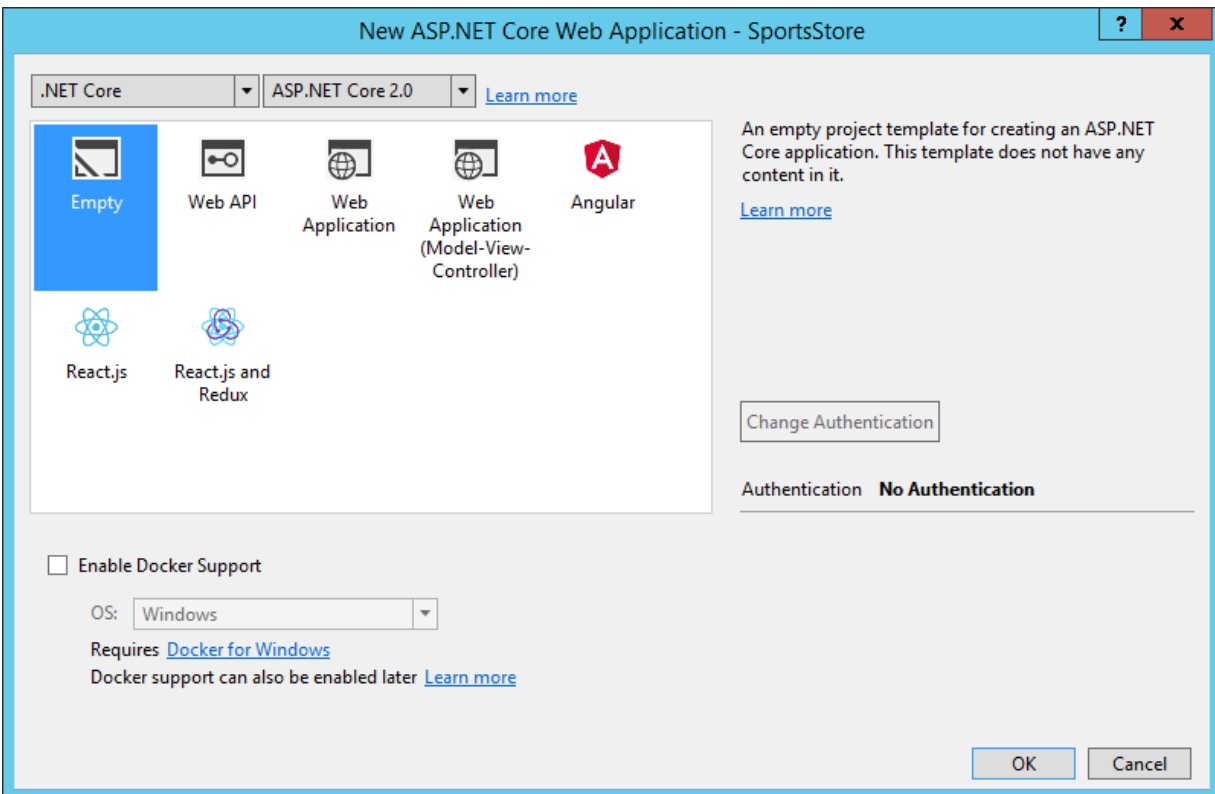 New ASP.NET Core Web Application - SportsStore
? x
.NET Core
ASP.NET Core 2.0
Learn more
Empty
Web API
Web
Application
Web
Application
(Model-View-
Controller)
Angular
React.js
React.js and
Redux
An empty project template for creating an ASP.NET
Core application. This template does not have any
content in it.
Learn more
Change Authentication
Authentication No Authentication
Enable Docker Support
OS: Windows
Requires Docker for Windows
Docker support can also be enabled later Learn more
OK
Cancel